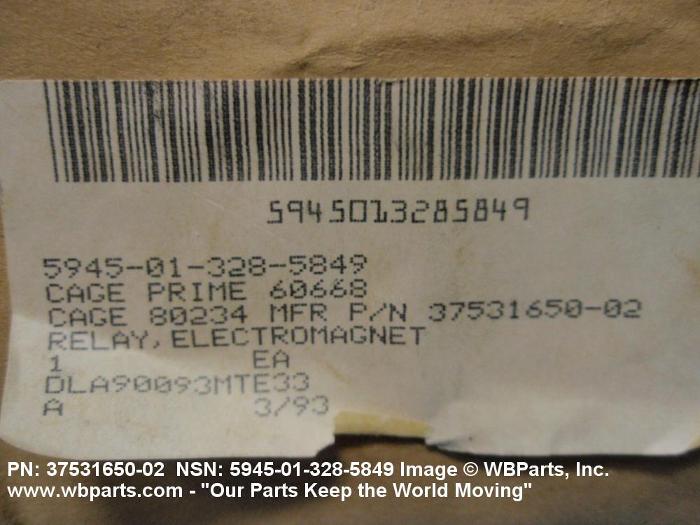 5945013285849
5945-01-328-5849
CAGE PRIME 60668
CAGE 80234 MFR P/N 37531650-02
RELAY,ELECTROMAGNET
1 EA
DLA90093MTE33
A 3/93
PN: 37531650-02 NSN: 5945-01-328-5849 Image © WBParts, Inc.
www.wbparts.com - "Our Parts Keep the World Moving"